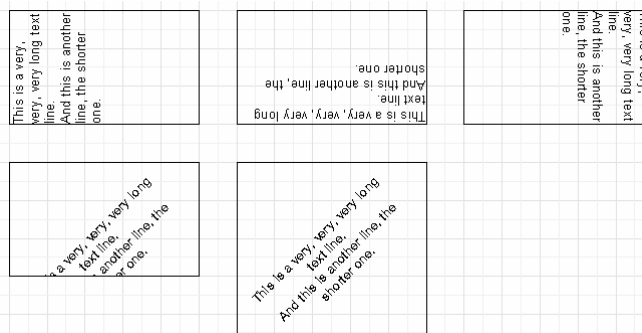 This is a very,
very, very long text
line.
And this is another
line, the shorter
one.
This is a very, very, very long
text line.
And this is another line, the
shorter one.
is a very,
very, very long text
line.
And this is another
line, the shorter
one.
a very, very, very long
text line.
another line, the
one.
This is a very, very, very long
text line.
And this is another line, the
shorter one.